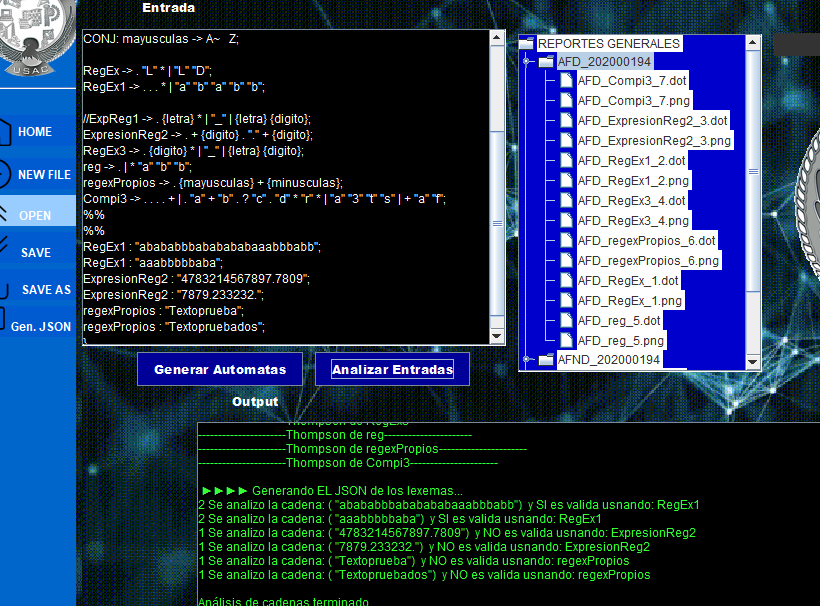 Entrada
USAC
HOME
NEW FILE
OPEN
SAVE
SAVE AS
Gen. JSON
CONJ: mayusculas -> A~ Z;
RegEx -> . "L" * | "L" "D";
RegEx1 -> . . . * | "a" "b" "a" "b" "b";
//ExpReg1 -> . {letra} * | "_" | {letra} {digito};
ExpresionReg2 -> . + {digito} . "." + {digito};
RegEx3 -> . {digito} * | "_" | {letra} {digito};
reg -> . | * "a" "b" "b";
regexPropios -> . {mayusculas} + {minusculas};
Compi3 -> . . . . + | . "a" + "b" . ? "c" . "d" * "r" * | "a" "3" "t" "s" | + "a" "f";
%%
%%
RegEx1 : "abababbbababababaaabbbabb";
RegEx1 : "aaabbbbbaba";
ExpresionReg2 : "4783214567897.7809";
ExpresionReg2 : "7879.233232.";
regexPropios : "Textoprueba";
regexPropios : "Textopruebados";
}
Generar Automatas
Analizar Entradas
REPORTES GENERALES
AFD_202000194
AFD_Compi3_7.dot
AFD_Compi3_7.png
AFD_ExpresionReg2_3.dot
AFD_ExpresionReg2_3.png
AFD_RegEx1_2.dot
AFD_RegEx1_2.png
AFD_RegEx3_4.dot
AFD_RegEx3_4.png
AFD_regexPropios_6.dot
AFD_regexPropios_6.png
AFD_RegEx_1.dot
AFD_RegEx_1.png
AFD_reg_5.dot
AFD_reg_5.png
AFND_202000194
Output
Thompson de RegEx3
------------------------Thompson de reg------------------------
------------------------Thompson de regexPropios------------------------
------------------------Thompson de Compi3------------------------
►►►► Generando EL JSON de los lexemas...
2 Se analizo la cadena: ( "abababbbababababaaabbbabb") y SI es valida usnando: RegEx1
2 Se analizo la cadena: ( "aaabbbbbaba") y SI es valida usnando: RegEx1
1 Se analizo la cadena: ( "4783214567897.7809") y NO es valida usnando: ExpresionReg2
1 Se analizo la cadena: ( "7879.233232.") y NO es valida usnando: ExpresionReg2
1 Se analizo la cadena: ( "Textoprueba") y NO es valida usnando: regexPropios
1 Se analizo la cadena: ( "Textopruebados") y NO es valida usnando: regexPropios
Análisis de cadenas terminado